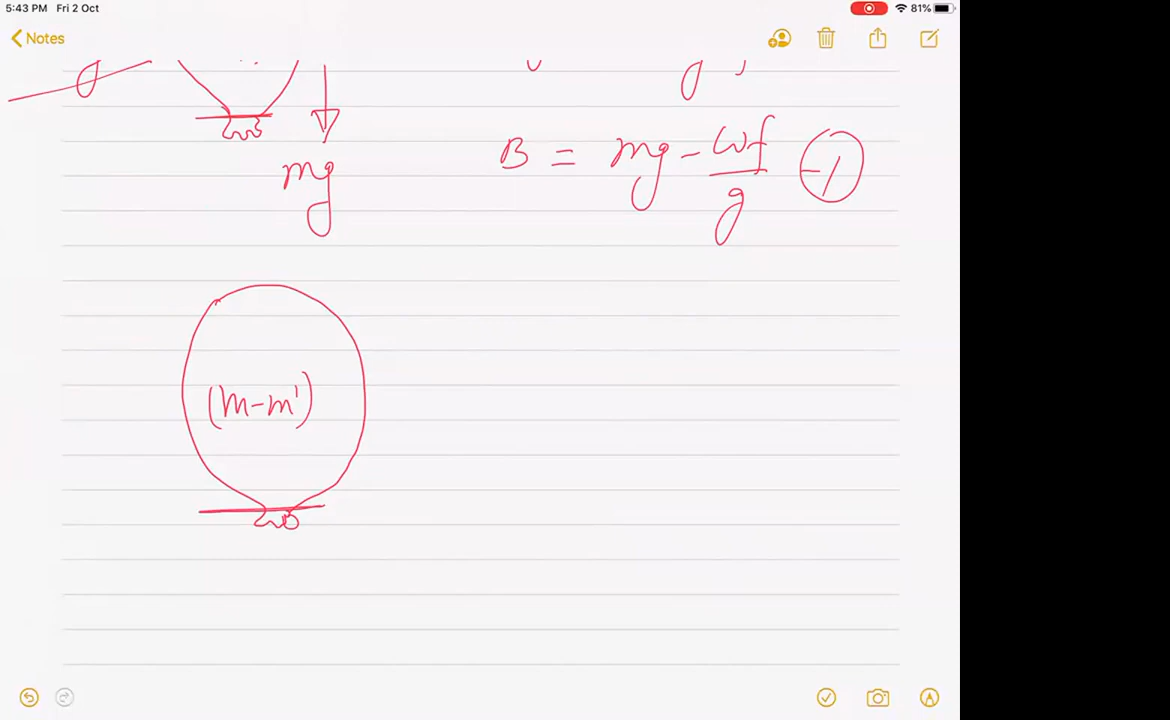 5:43 PM Fri 2 Oct
81%
Notes
B = mg - wf/g -1
mg
(m-m')